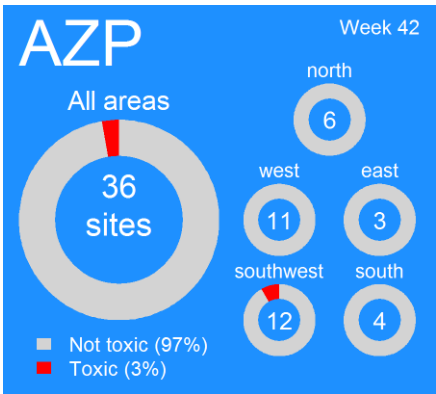 AZP
Week 42
All areas
36
sites
north
6
west
11
east
3
southwest
12
south
4
Not toxic (97%)
Toxic (3%)